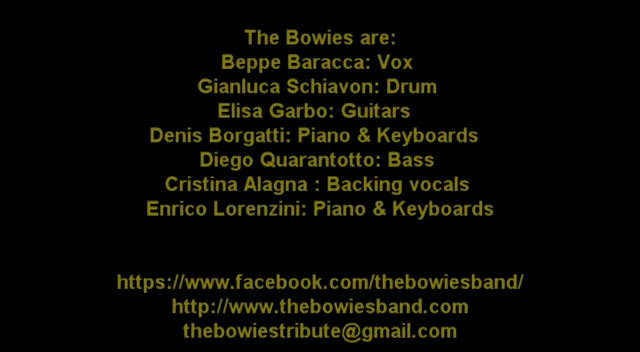 The Bowies are:
Beppe Baracca: Vox
Gianluca Schiavon: Drum
Elisa Garbo: Guitars
Denis Borgatti: Piano & Keyboards
Diego Quarantotto: Bass
Cristina Alagna : Backing vocals
Enrico Lorenzini: Piano & Keyboards
https://www.facebook.com/thebowiesband/
http://www.thebowiesband.com
thebowiestribute@gmail.com